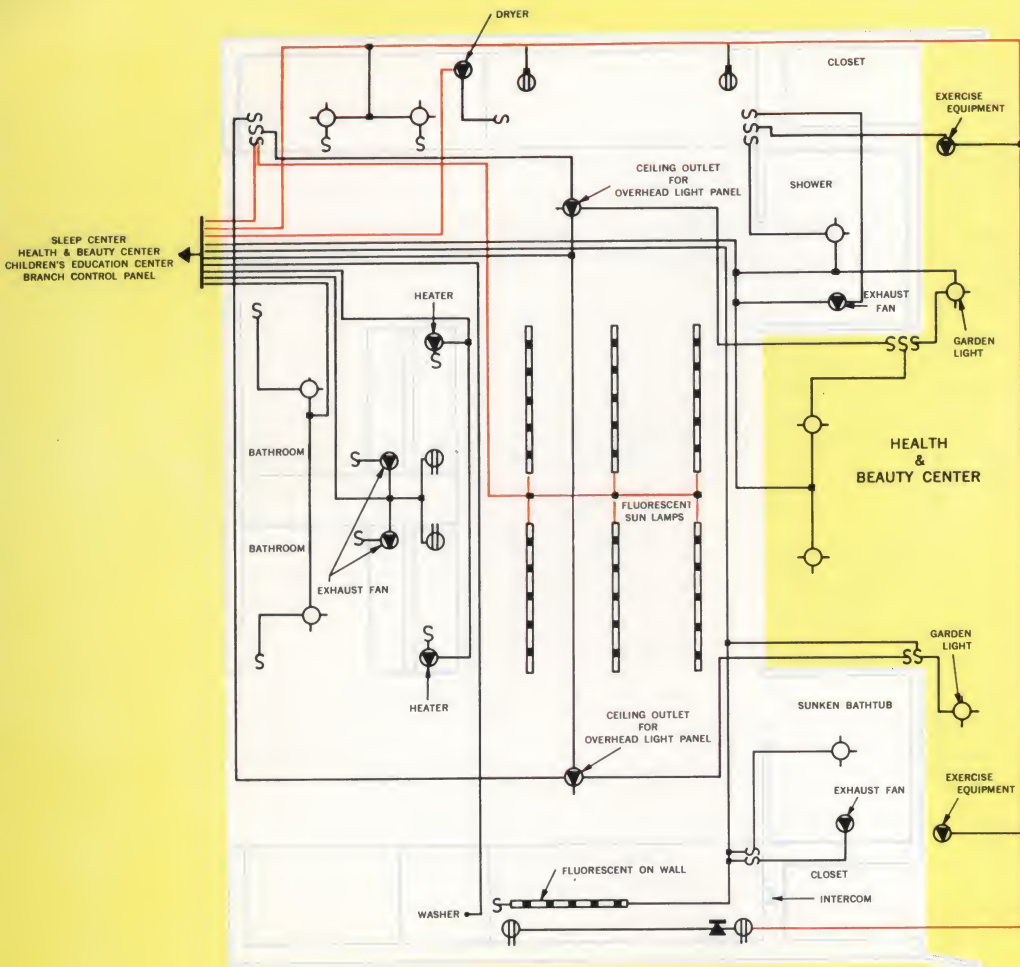 DRYER
CLOSET
EXERCISE
EQUIPMENT
CEILING OUTLET
FOR
OVERHEAD LIGHT PANEL
SHOWER
SLEEP CENTER
HEALTH & BEAUTY CENTER
CHILDREN'S EDUCATION CENTER
BRANCH CONTROL PANEL
HEATER
EXHAUST
FAN
GARDEN
LIGHT
HEALTH
&
BEAUTY CENTER
BATHROOM
FLUORESCENT
SUN LAMPS
BATHROOM
EXHAUST FAN
GARDEN
LIGHT
HEATER
SUNKEN BATHTUB
CEILING OUTLET
FOR
OVERHEAD LIGHT PANEL
EXHAUST FAN
EXERCISE
EQUIPMENT
FLUORESCENT ON WALL
CLOSET
INTERCOM
WASHER